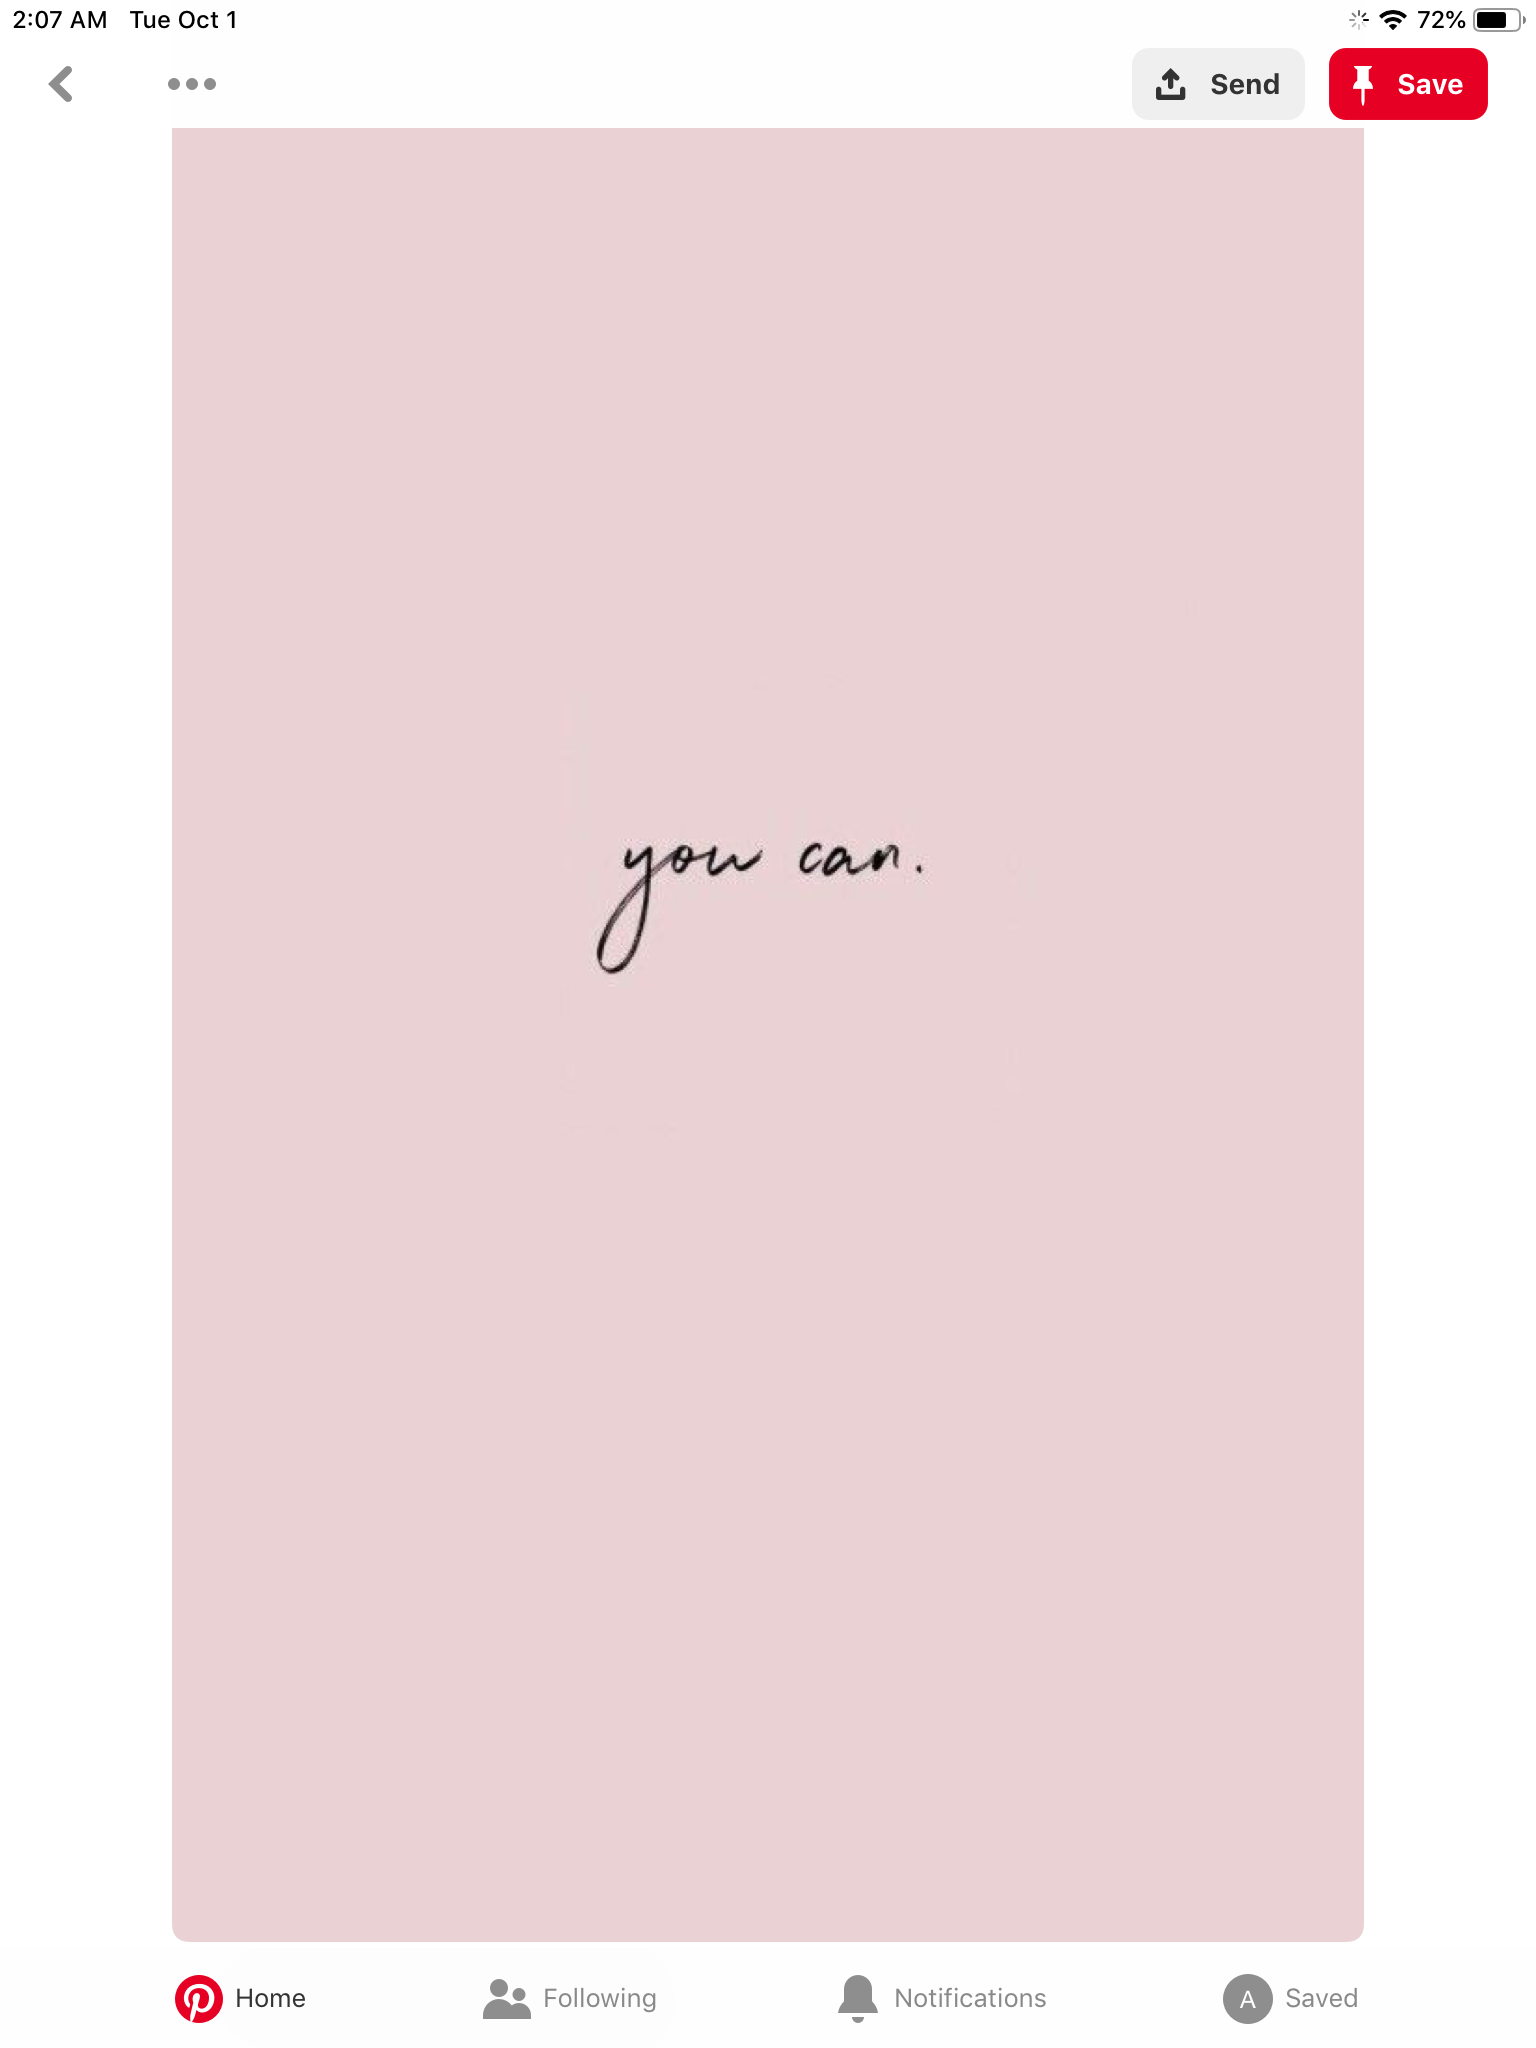 2:07 AM Tue Oct 1 72%
Send Save
you can.
Home Following Notifications A Saved